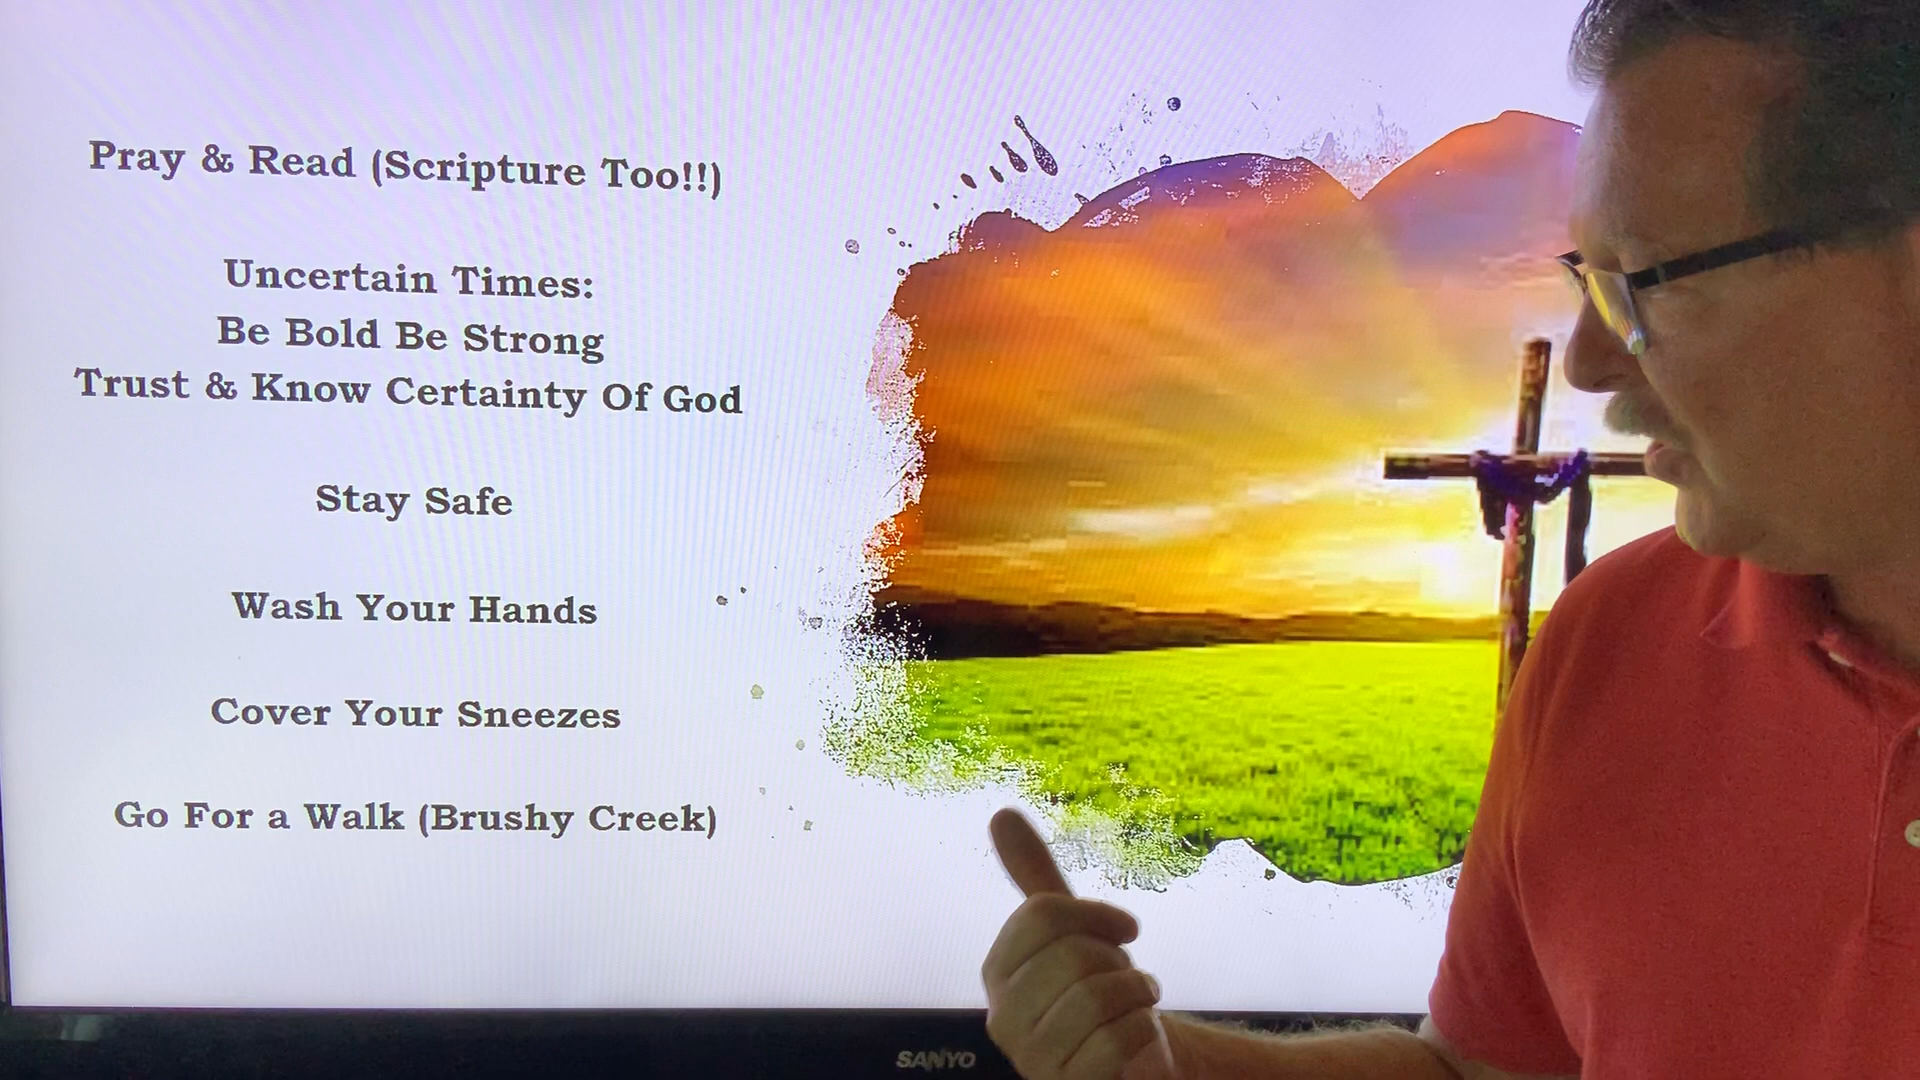 Pray & Read (Scripture Too!!)
Uncertain Times:
Be Bold Be Strong
Trust & Know Certainty Of God
Stay Safe
Wash Your Hands
Cover Your Sneezes
Go For a Walk (Brushy Creek)
SANYO